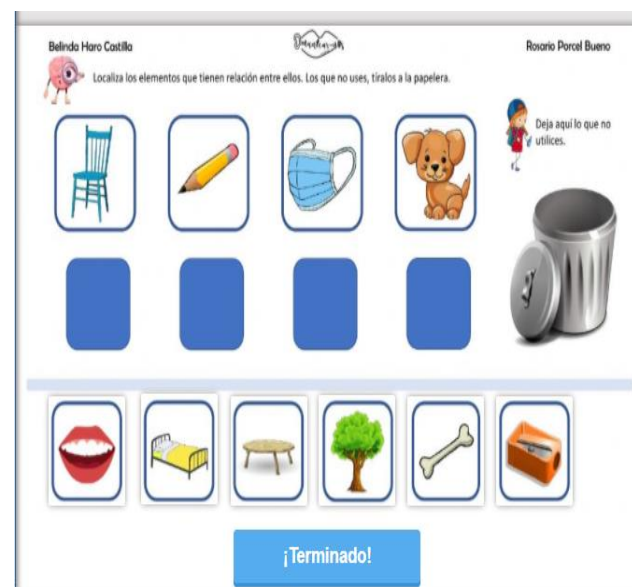 Belinda Haro Castilla
Rosario Porcel Bueno
Localiza los elementos que tienen relación entre ellos. Los que no uses, tíralos a la papelera.
Deja aquí lo que no
utilices.
¡Terminado!